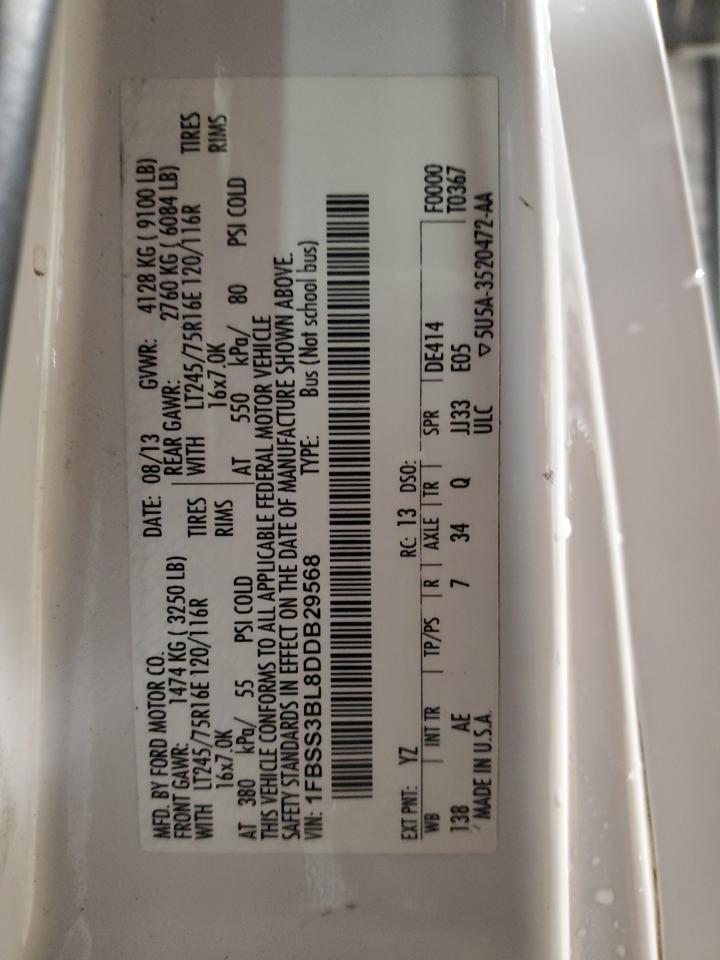 MFD. BY FORD MOTOR CO. DATE: 08/13 GVWR: 4128 KG ( 9100 LB)
FRONT GAWR: 1474 KG ( 3250 LB) REAR GAWR: 2760 KG ( 6084 LB)
WITH LT245/75R16E 120/116R TIRES WITH LT245/75R16E 120/116R TIRES
16x7.0K RIMS 16x7.0K RIMS
AT 380 kPa/ 55 PSI COLD AT 550 kPa/ 80 PSI COLD
THIS VEHICLE CONFORMS TO ALL APPLICABLE FEDERAL MOTOR VEHICLE
SAFETY STANDARDS IN EFFECT ON THE DATE OF MANUFACTURE SHOWN ABOVE.
VIN: 1FBSS3BL8DDB29568 TYPE: Bus (Not school bus)
EXT PNT: YZ RC: 13 DSO: F0000
WB INT TR TP/PS R AXLE TR SPR DE414 T0367
138 AE 7 34 Q JJ33 E05
MADE IN U.S.A. ULC ▽5U5A-3520472-AA